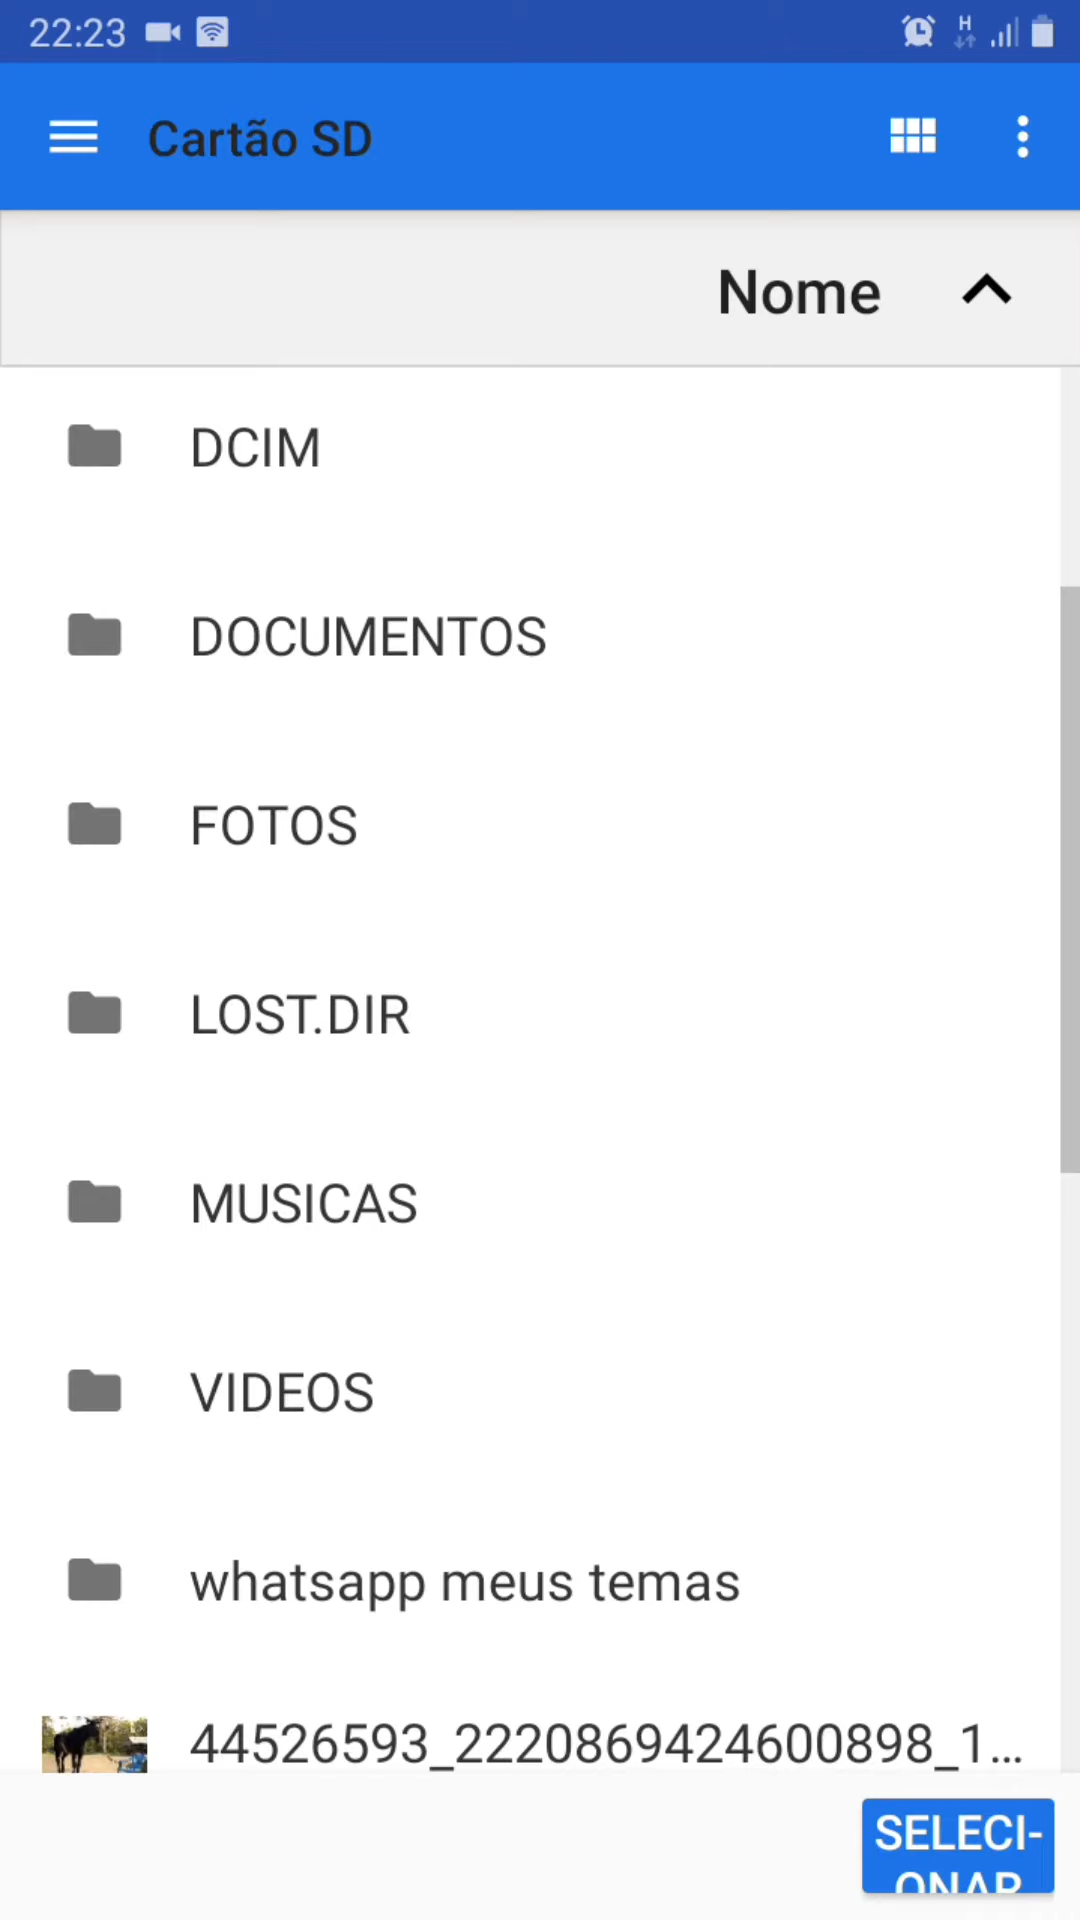 22:23
H
Cartão SD
Nome
DCIM
DOCUMENTOS
FOTOS
LOST.DIR
MUSICAS
VIDEOS
whatsapp meus temas
44526593_2220869424600898_1...
SELECI-
ONAR